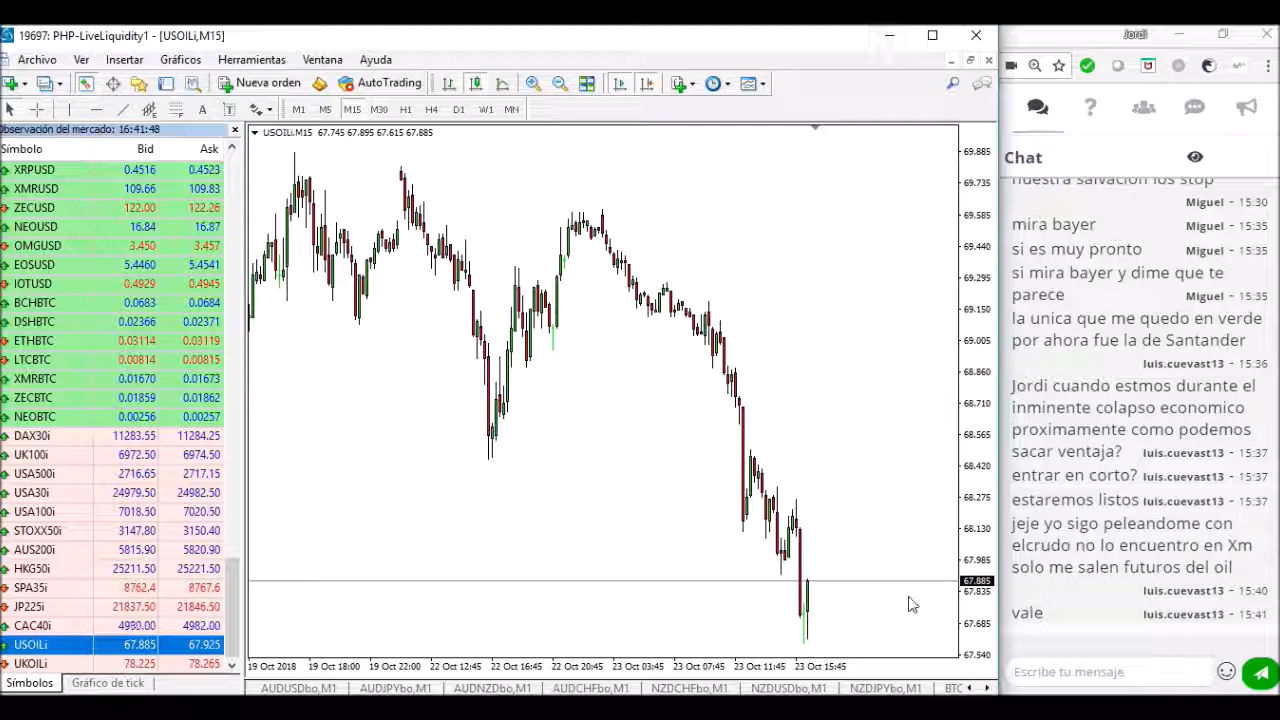 19697: PHP-LiveLiquidity1 - [USOILi,M15]
Jordi
Archivo Ver Insertar Gráficos Herramientas Ventana Ayuda
Nueva orden AutoTrading
A T M1 M5 M15 M30 H1 H4 D1 W1 MN
Observación del mercado: 16:41:48
Símbolo Bid Ask
XRPUSD 0.4516 0.4523
XMRUSD 109.66 109.83
ZECUSD 122.00 122.26
NEOUSD 16.84 16.87
OMGUSD 3.450 3.457
EOSUSD 5.4460 5.4541
IOTUSD 0.4929 0.4945
BCHBTC 0.0683 0.0684
DSHBTC 0.02366 0.02371
ETHBTC 0.03114 0.03119
LTCBTC 0.00814 0.00815
XMRBTC 0.01670 0.01673
ZECBTC 0.01859 0.01862
NEOBTC 0.00256 0.00257
DAX30i 11283.55 11284.25
UK100i 6972.50 6974.50
USA500i 2716.65 2717.15
USA30i 24979.50 24982.50
USA100i 7018.50 7020.50
STOXX50i 3147.80 3150.40
AUS200i 5815.90 5820.90
HKG50i 25211.50 25221.50
SPA35i 8762.4 8767.6
JP225i 21837.50 21846.50
CAC40i 4980.00 4982.00
USOILi 67.885 67.925
UKOILi 78.225 78.265
Símbolos Gráfico de tick
USOILi,M15 67.745 67.895 67.615 67.885
69.885
69.735
69.585
69.440
69.295
69.150
69.005
68.860
68.710
68.565
68.420
68.275
68.130
67.985
67.885
67.835
67.685
67.540
19 Oct 2018 19 Oct 18:00 19 Oct 22:00 22 Oct 12:45 22 Oct 16:45 22 Oct 20:45 23 Oct 03:45 23 Oct 07:45 23 Oct 11:45 23 Oct 15:45
AUDUSDbo,M1 AUDJPYbo,M1 AUDNZDbo,M1 AUDCHFbo,M1 NZDCHFbo,M1 NZDUSDbo,M1 NZDJPYbo,M1 BTC
Chat
nuestra salvacion los stop
Miguel - 15:30
mira bayer Miguel - 15:35
si es muy pronto Miguel - 15:35
si mira bayer y dime que te
parece Miguel - 15:35
la unica que me quedo en verde
por ahora fue la de Santander
luis.cuevast13 - 15:36
Jordi cuando estmos durante el
inminente colapso economico
proximamente como podemos
sacar ventaja? luis.cuevast13 - 15:37
entrar en corto? luis.cuevast13 - 15:37
estaremos listos luis.cuevast13 - 15:37
jeje yo sigo peleandome con
elcrudo no lo encuentro en Xm
solo me salen futuros del oil
luis.cuevast13 - 15:40
vale luis.cuevast13 - 15:41
Escribe tu mensaje